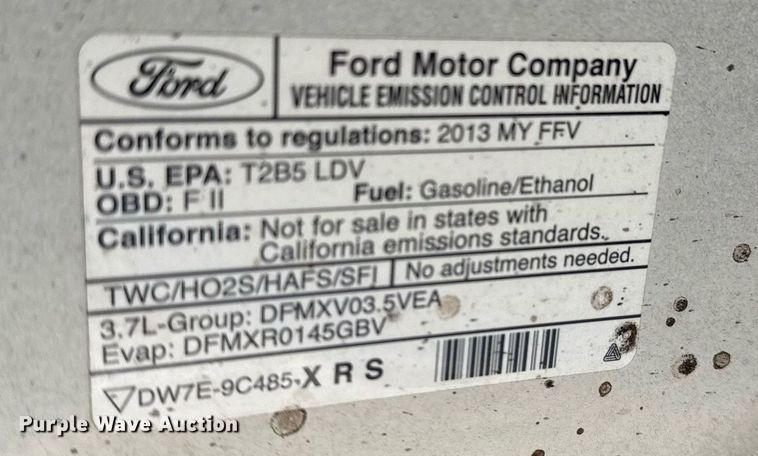 Ford
Ford Motor Company
VEHICLE EMISSION CONTROL INFORMATION
Conforms to regulations: 2013 MY FFV
U.S. EPA: T2B5 LDV
OBD: F II Fuel: Gasoline/Ethanol
California: Not for sale in states with
California emissions standards.
TWC/HO2S/HAFS/SFI No adjustments needed.
3.7L-Group: DFMXV03.5VEA
Evap: DFMXR0145GBV
DW7E-9C485-X R S
Purple Wave Auction